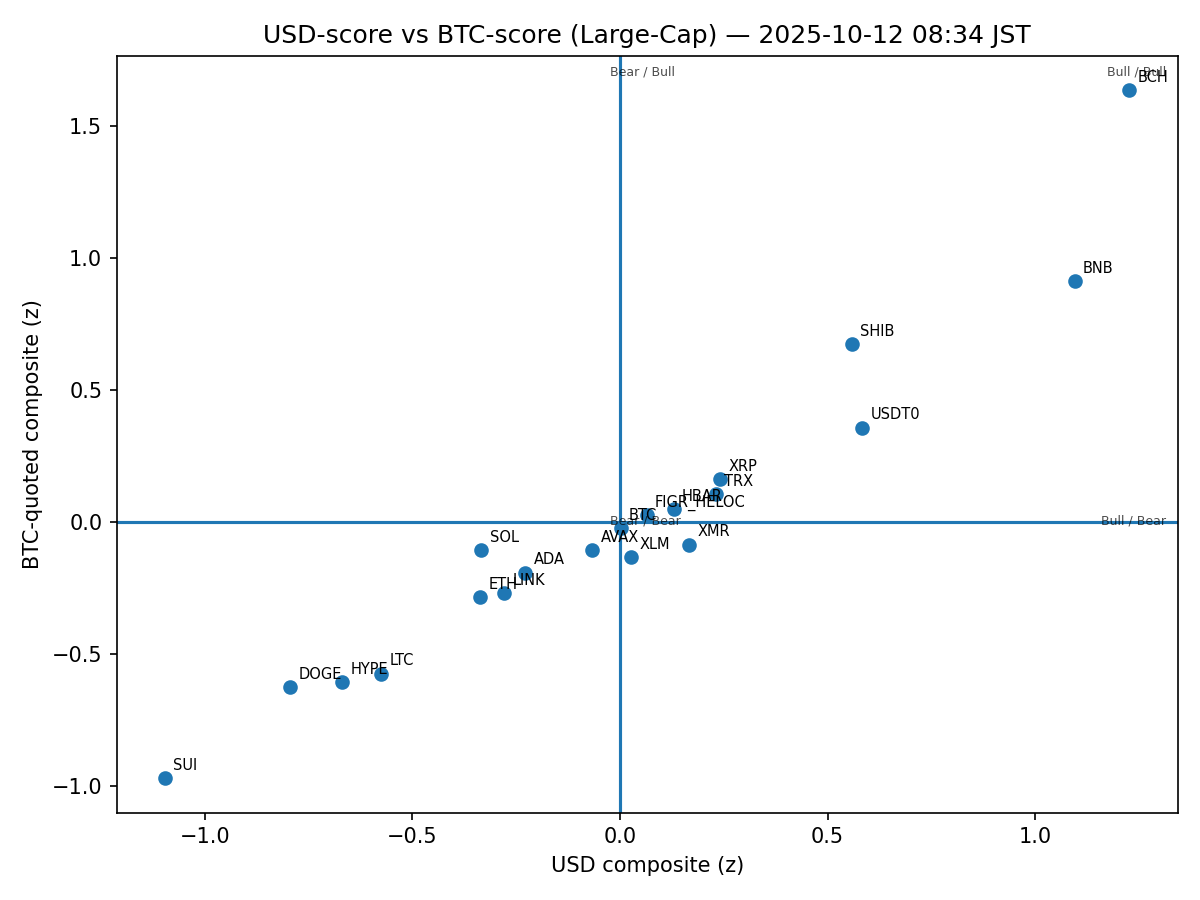 USD-score vs BTC-score (Large-Cap) — 2025-10-12 08:34 JST
Bear / Bull
Bull / Bull
BCH
1.5
BNB
1.0
SHIB
0.5
USDT0
XRP
TRX
HBAR
FIGR_HELOC
BTC
0.0
Bear / Bear
Bull / Bear
XMR
SOL
AVAX
XLM
ADA
LINK
ETH
−0.5
LTC
HYPE
DOGE
SUI
−1.0
BTC-quoted composite (z)
−1.0
−0.5
0.0
0.5
1.0
USD composite (z)